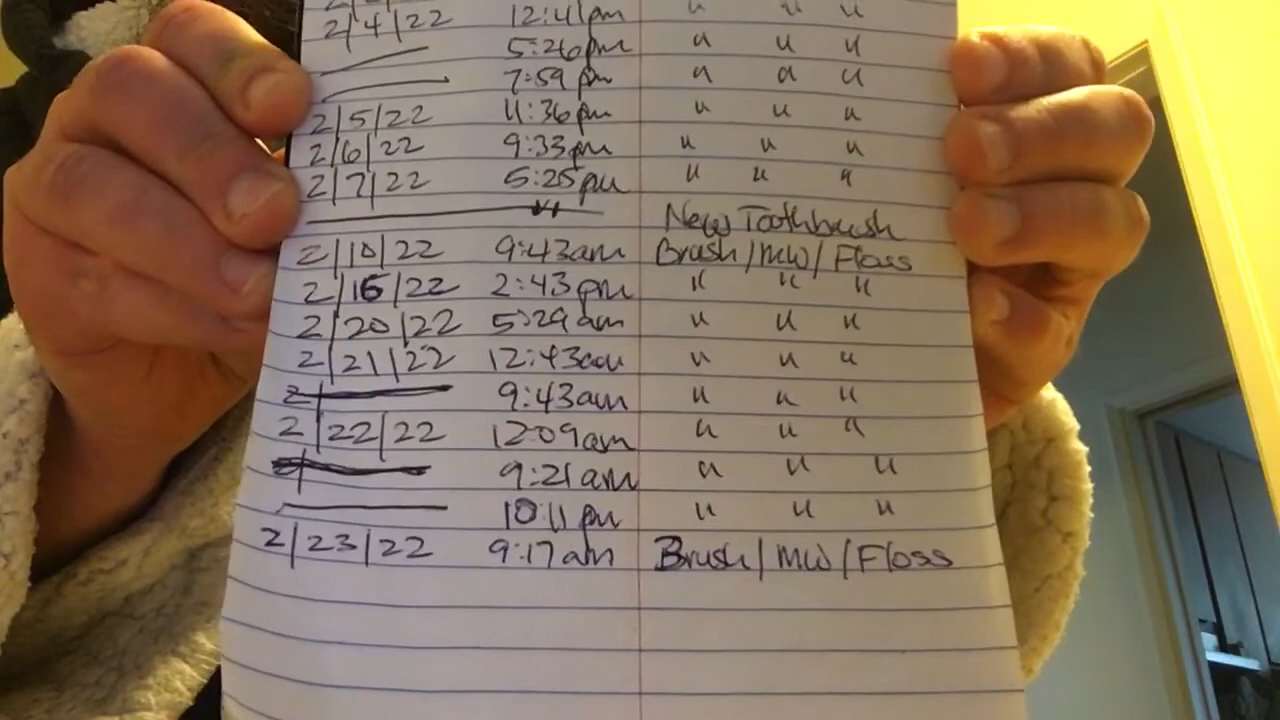 2/4/22 12:41pm " " "
5:26pm " " "
7:59pm " " "
2/5/22 11:36pm " " "
2/6/22 9:33pm " " "
2/7/22 5:25pm " " "
New Toothbrush
2/10/22 9:43am Brush/MW/Floss
2/16/22 2:43pm " " "
2/20/22 5:29am " " "
2/21/22 12:43am " " "
9:43am " " "
2/22/22 12:09am " " "
9:21am " " "
10:11pm " " "
2/23/22 9:17am Brush/MW/Floss